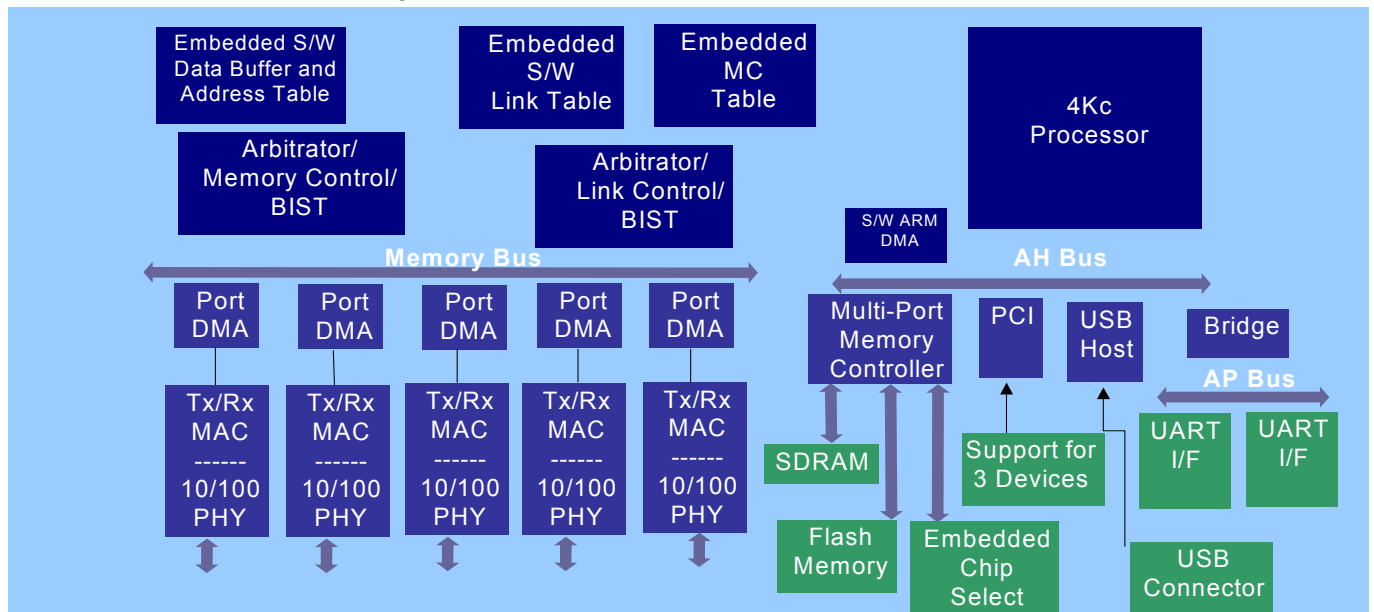 Embedded S/W
Data Buffer and
Address Table
Embedded
S/W
Link Table
Embedded
MC
Table
4Kc
Processor
Arbitrator/
Memory Control/
BIST
Arbitrator/
Link Control/
BIST
S/W ARM
DMA
Memory Bus
AH Bus
Port
DMA
Port
DMA
Port
DMA
Port
DMA
Port
DMA
Multi-Port
Memory
Controller
PCI
USB
Host
Bridge
AP Bus
Tx/Rx
MAC
------
10/100
PHY
Tx/Rx
MAC
------
10/100
PHY
Tx/Rx
MAC
------
10/100
PHY
Tx/Rx
MAC
------
10/100
PHY
Tx/Rx
MAC
------
10/100
PHY
SDRAM
Support for
3 Devices
UART
I/F
UART
I/F
Flash
Memory
Embedded
Chip
Select
USB
Connector